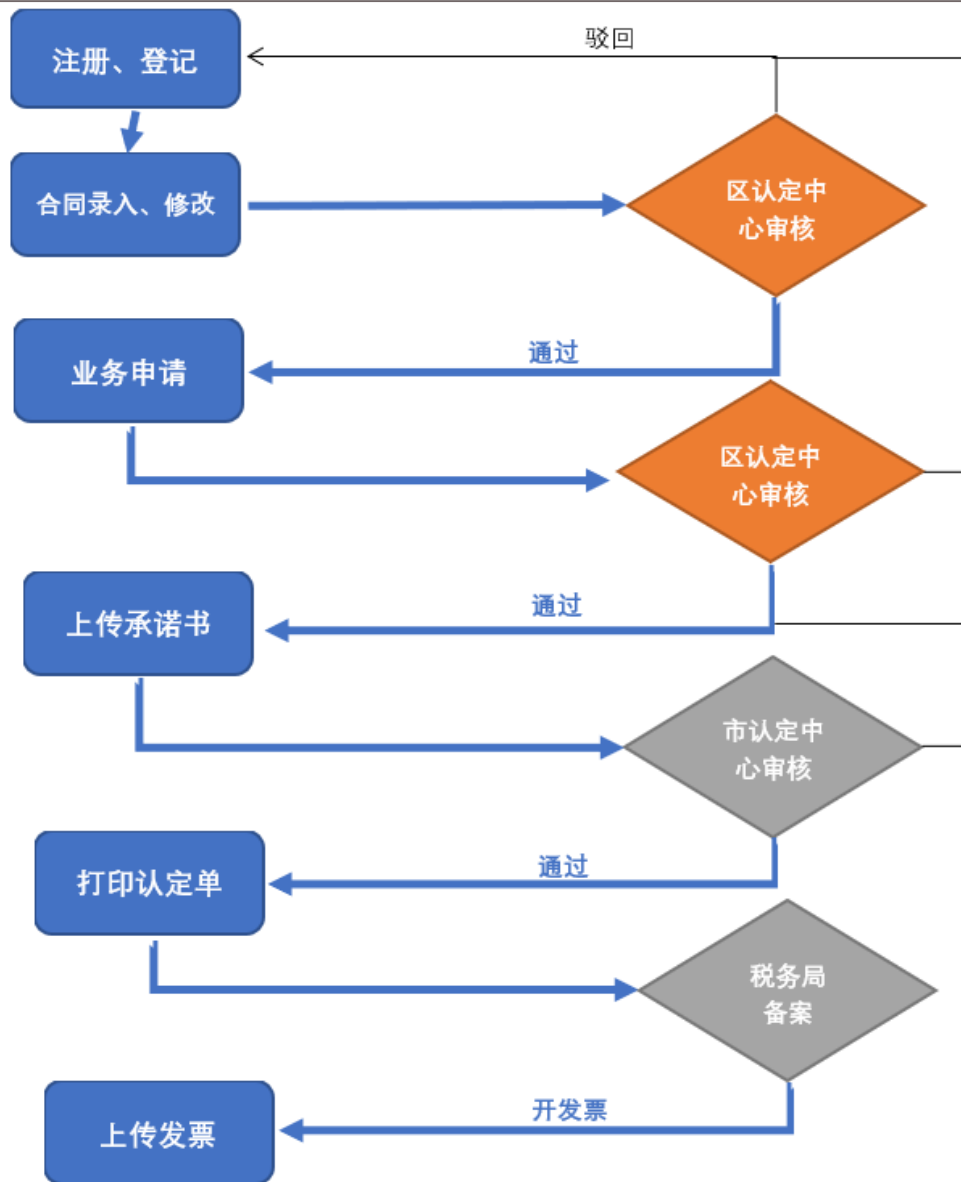 驳回
注册、登记
合同录入、修改
区认定中
心审核
通过
业务申请
区认定中
心审核
通过
上传承诺书
市认定中
心审核
通过
打印认定单
税务局
备案
开发票
上传发票